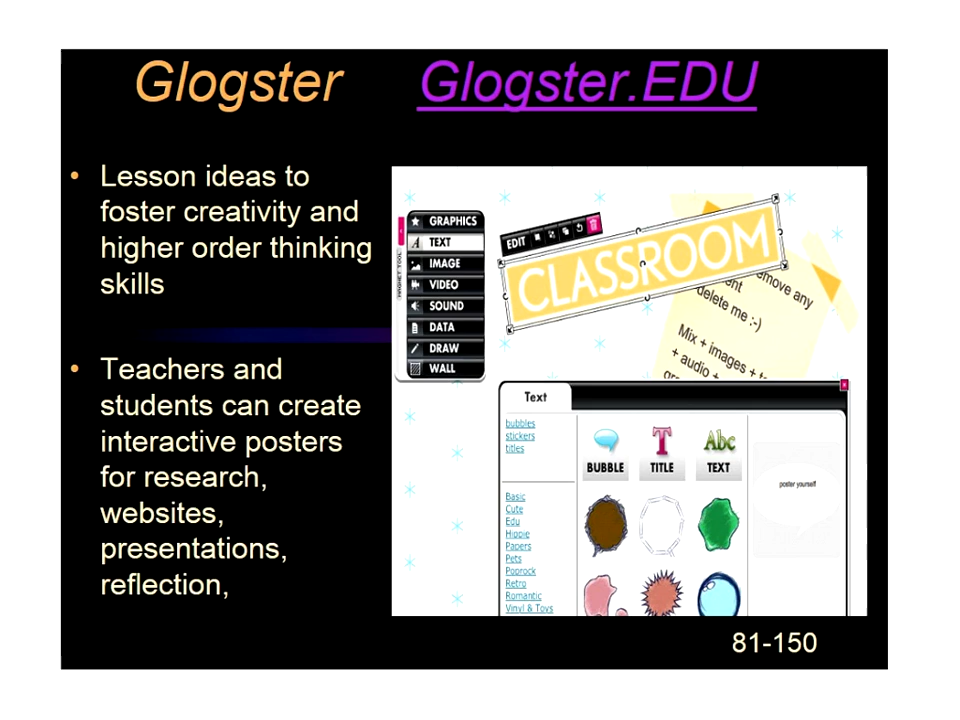 Glogster Glogster.EDU
• Lesson ideas to
foster creativity and
higher order thinking
skills
• Teachers and
students can create
interactive posters
for research,
websites,
presentations,
reflection,
GRAPHICS
TEXT
IMAGE
VIDEO
SOUND
DATA
DRAW
WALL
MAGNET TOOL
EDIT
CLASSROOM
move any
delete me :-)
Mix + images +
+ audio +
Text
bubbles
stickers
titles
Basic
Cute
Edu
Hippie
Papers
Pets
Poprock
Retro
Romantic
Vinyl & Toys
T Abc
BUBBLE TITLE TEXT
poster yourself
81-150